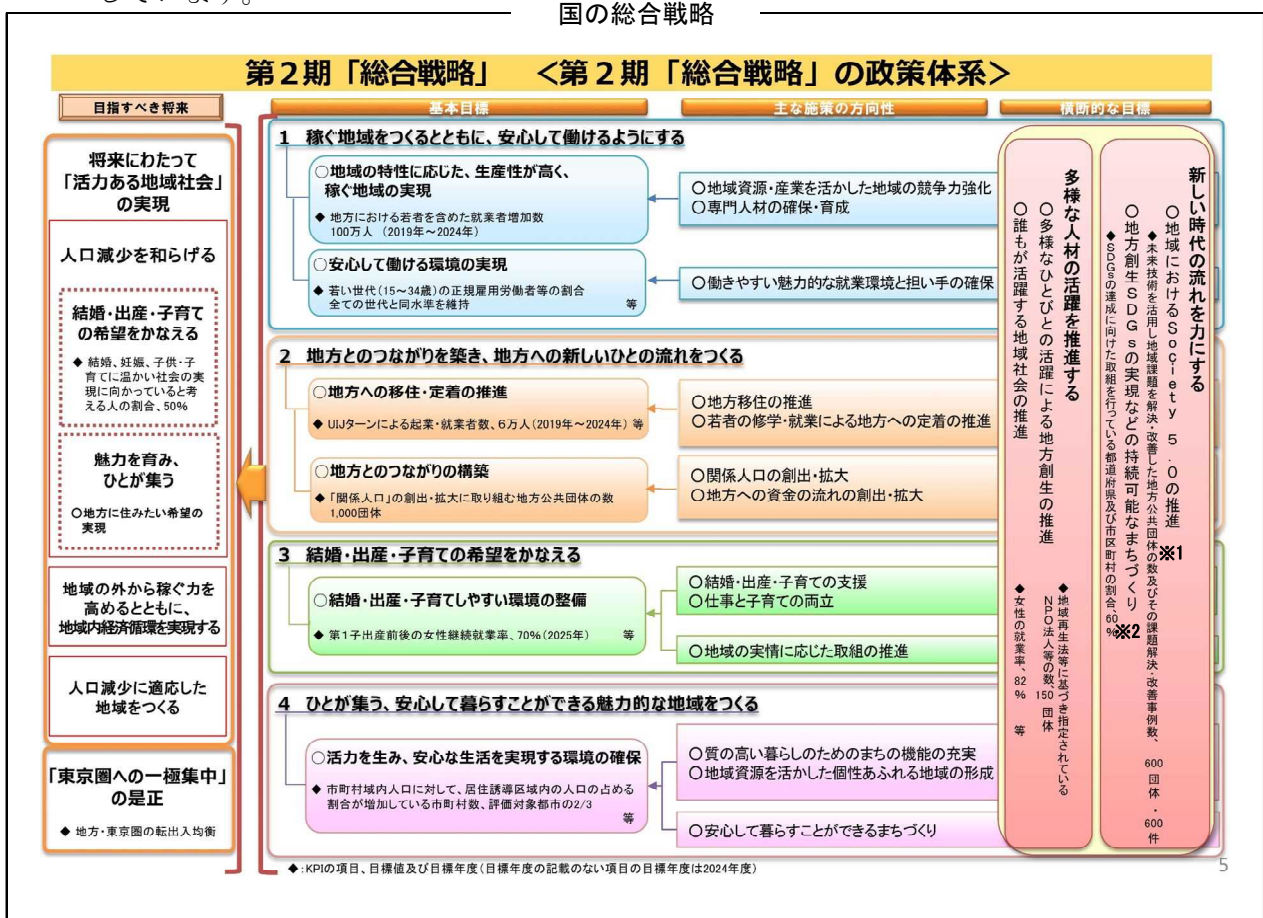 しています。
国の総合戦略
第2期「総合戦略」 <第2期「総合戦略」の政策体系>
目指すべき将来
基本目標
主な施策の方向性
横断的な目標
将来にわたって
「活力ある地域社会」
の実現
人口減少を和らげる
結婚・出産・子育て
の希望をかなえる
◆ 結婚、妊娠、子供・子
育てに温かい社会の実
現に向かっていると考
える人の割合、50%
魅力を育み、
ひとが集う
○地方に住みたい希望の
実現
地域の外から稼ぐ力を
高めるとともに、
地域内経済循環を実現する
人口減少に適応した
地域をつくる
「東京圏への一極集中」
の是正
◆ 地方・東京圏の転出入均衡
1 稼ぐ地域をつくるとともに、安心して働けるようにする
○地域の特性に応じた、生産性が高く、
稼ぐ地域の実現
◆ 地方における若者を含めた就業者増加数
100万人 (2019年~2024年)
○地域資源・産業を活かした地域の競争力強化
○専門人材の確保・育成
○安心して働ける環境の実現
◆ 若い世代(15~34歳)の正規雇用労働者等の割合
全ての世代と同水準を維持 等
○働きやすい魅力的な就業環境と担い手の確保
2 地方とのつながりを築き、地方への新しいひとの流れをつくる
○地方への移住・定着の推進
◆ UIJターンによる起業・就業者数、6万人(2019年~2024年) 等
○地方移住の推進
○若者の修学・就業による地方への定着の推進
○地方とのつながりの構築
◆ 「関係人口」の創出・拡大に取り組む地方公共団体の数
1,000団体
○関係人口の創出・拡大
○地方への資金の流れの創出・拡大
3 結婚・出産・子育ての希望をかなえる
○結婚・出産・子育てしやすい環境の整備
◆ 第1子出産前後の女性継続就業率、70%(2025年) 等
○結婚・出産・子育ての支援
○仕事と子育ての両立
○地域の実情に応じた取組の推進
4 ひとが集う、安心して暮らすことができる魅力的な地域をつくる
○活力を生み、安心な生活を実現する環境の確保
◆ 市町村域内人口に対して、居住誘導区域内の人口の占める
割合が増加している市町村数、評価対象都市の2/3
等
○質の高い暮らしのためのまちの機能の充実
○地域資源を活かした個性あふれる地域の形成
○安心して暮らすことができるまちづくり
新しい時代の流れを力にする
○地域におけるSociety 5.0の推進 ※1
◆未来技術を活用し地域課題を解決・改善した地方公共団体の数及びその課題解決・改善事例数、600団体・600件
○地方創生SDGsの実現などの持続可能なまちづくり ※2
◆SDGsの達成に向けた取組を行っている都道府県及び市区町村の割合、60%
多様な人材の活躍を推進する
○多様なひとびとの活躍による地方創生の推進
◆地域再生法等に基づき指定されている
NPO法人等の数、150団体
○誰もが活躍する地域社会の推進
◆女性の就業率、82% 等
◆:KPIの項目、目標値及び目標年度(目標年度の記載のない項目の目標年度は2024年度)
5